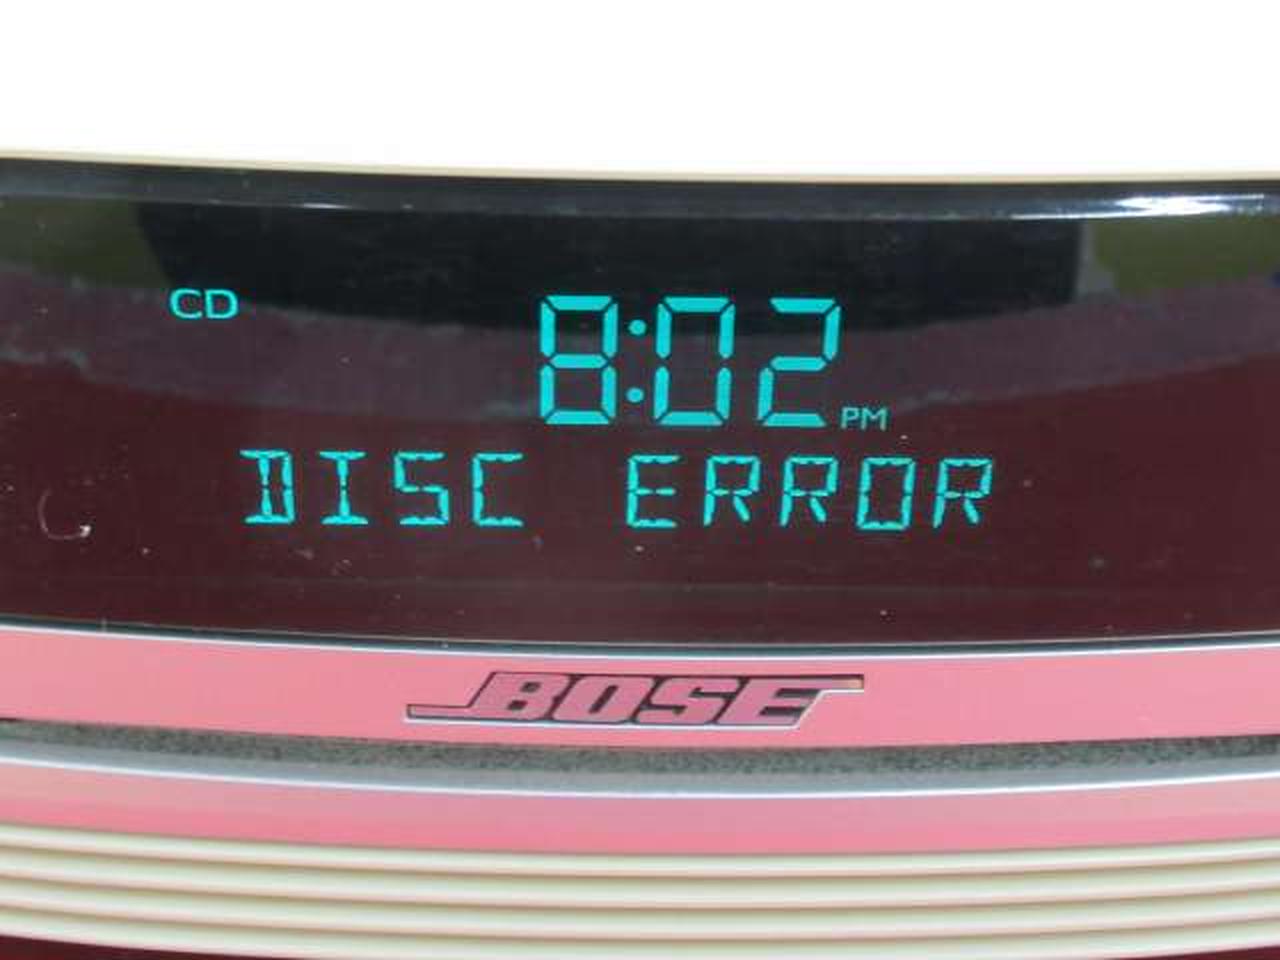 CD
8:02 PM
DISC ERROR
BOSE